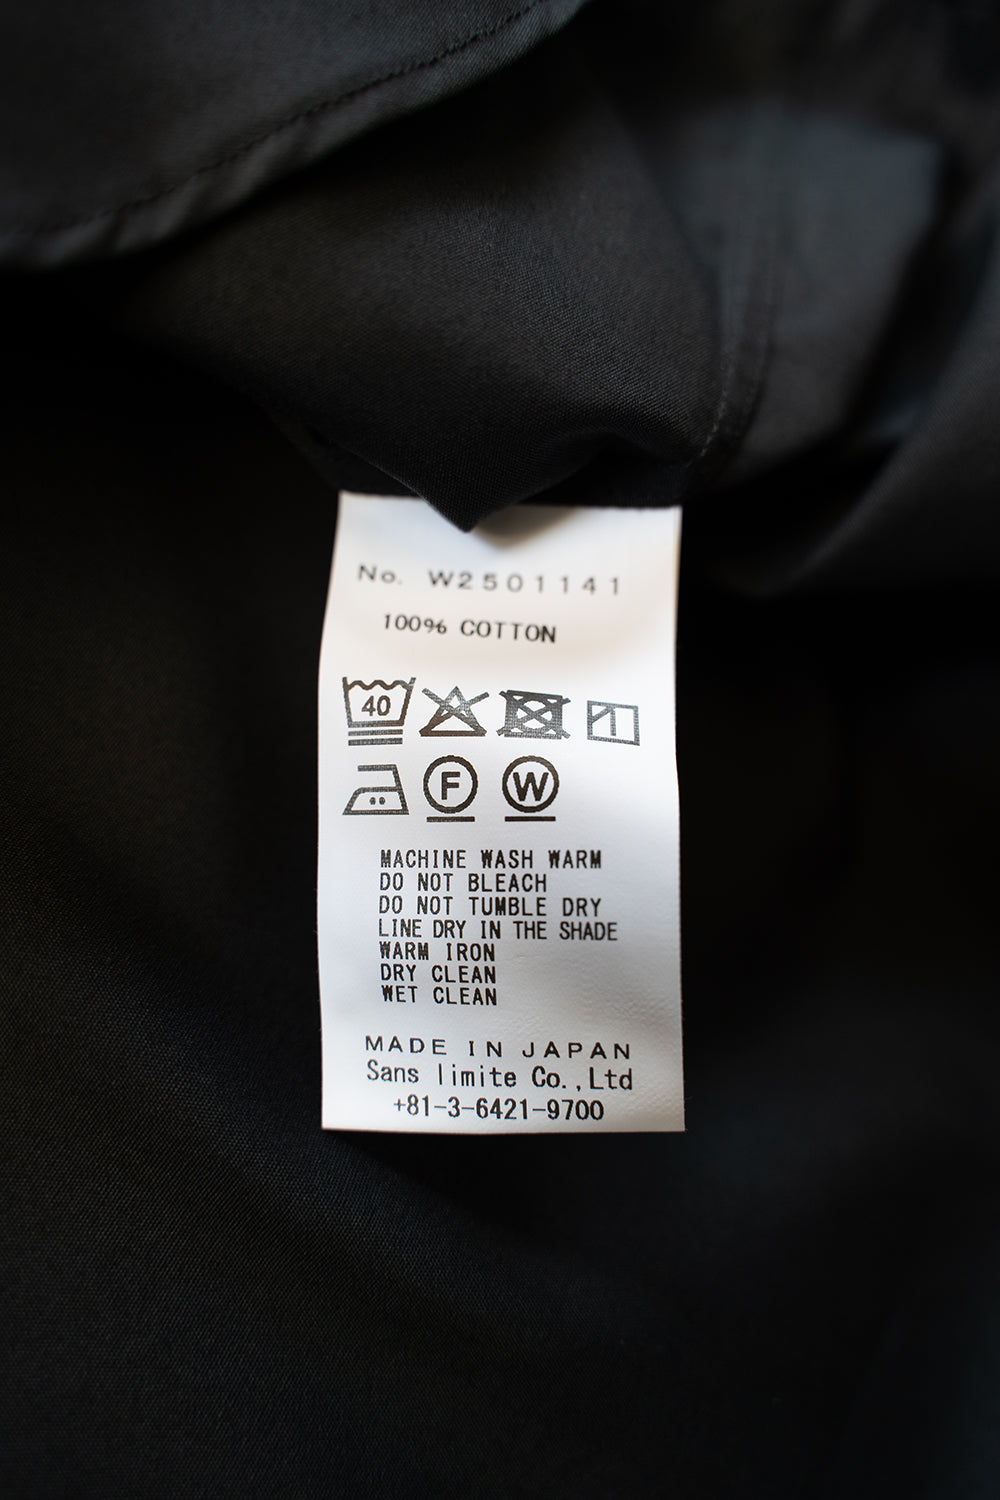 No. W2501141
100% COTTON
40
F W
MACHINE WASH WARM
DO NOT BLEACH
DO NOT TUMBLE DRY
LINE DRY IN THE SHADE
WARM IRON
DRY CLEAN
WET CLEAN
MADE IN JAPAN
Sans limite Co.,Ltd
+81-3-6421-9700